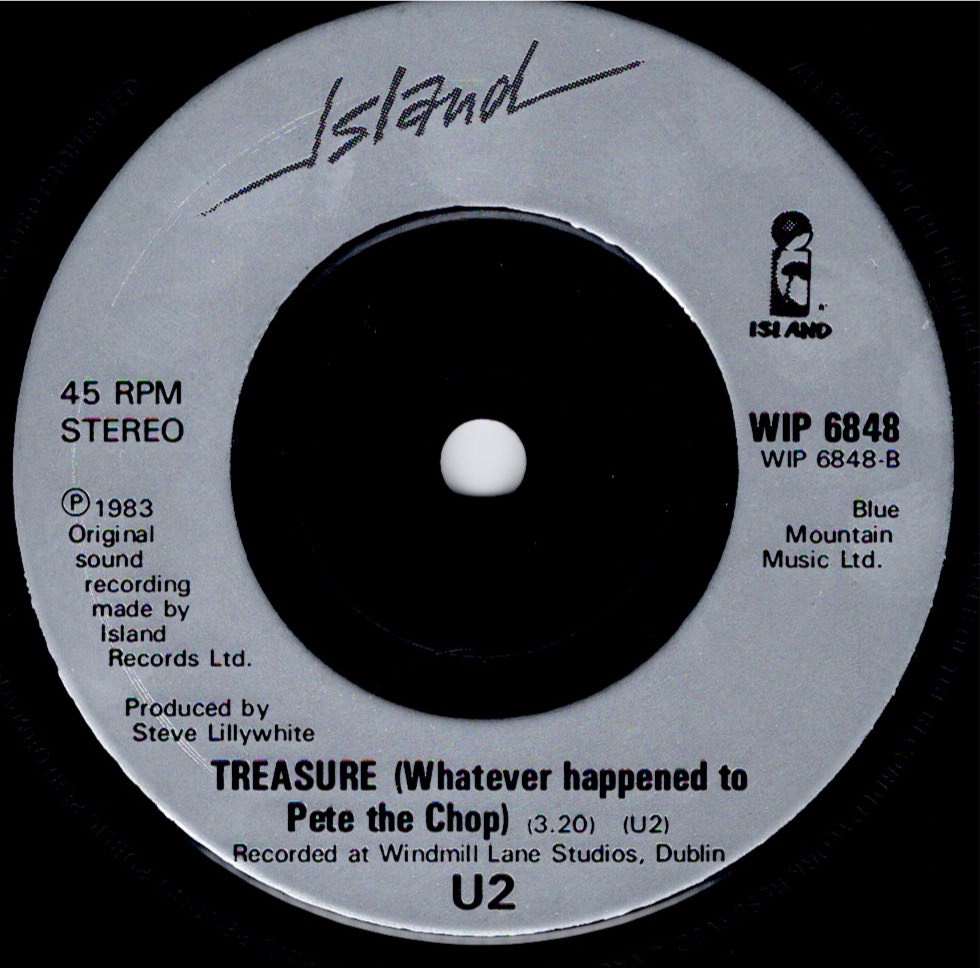 Island
ISLAND
45 RPM
STEREO
WIP 6848
WIP 6848-B
℗ 1983
Original
sound
recording
made by
Island
Records Ltd.
Blue
Mountain
Music Ltd.
Produced by
Steve Lillywhite
TREASURE (Whatever happened to
Pete the Chop) (3.20) (U2)
Recorded at Windmill Lane Studios, Dublin
U2